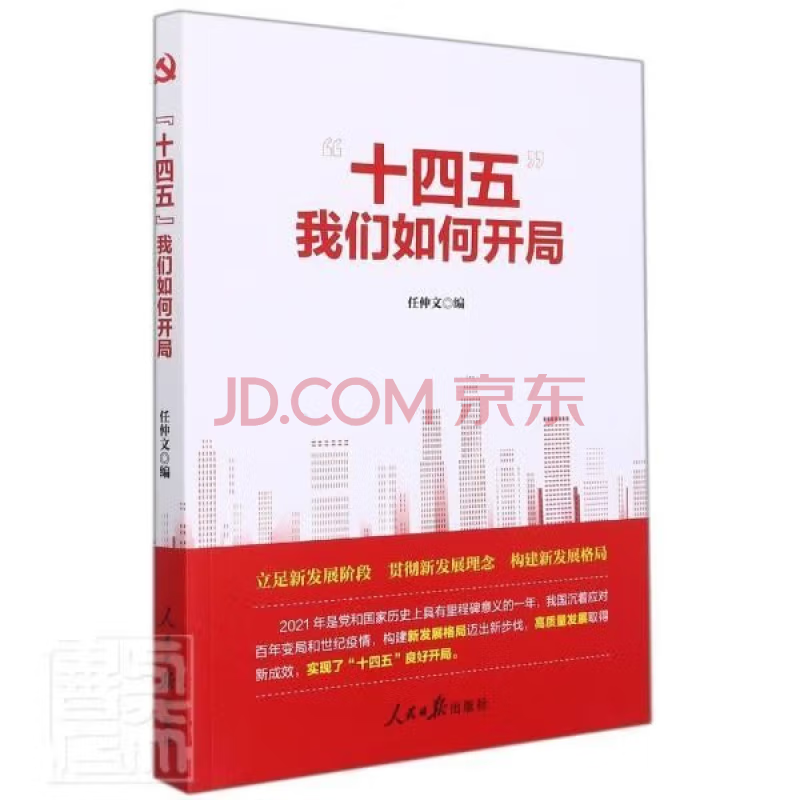 “十四五”
我们如何开局
任仲文◎编
JD.COM 京东
立足新发展阶段 贯彻新发展理念 构建新发展格局
2021年是党和国家历史上具有里程碑意义的一年，我国沉着应对
百年变局和世纪疫情，构建新发展格局迈出新步伐，高质量发展取得
新成效，实现了“十四五”良好开局。
人民日报出版社
『十四五』我们如何开局
任仲文◎编